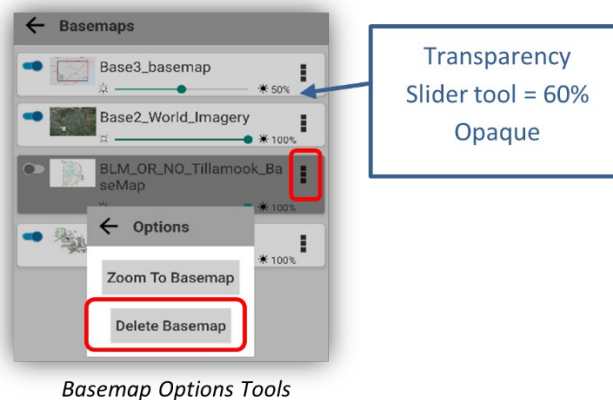 Basemaps
Base3_basemap
50%
Base2_World_Imagery
100%
BLM_OR_NO_Tillamook_Ba
seMap
100%
100%
Options
Zoom To Basemap
Delete Basemap
Transparency
Slider tool = 60%
Opaque
Basemap Options Tools